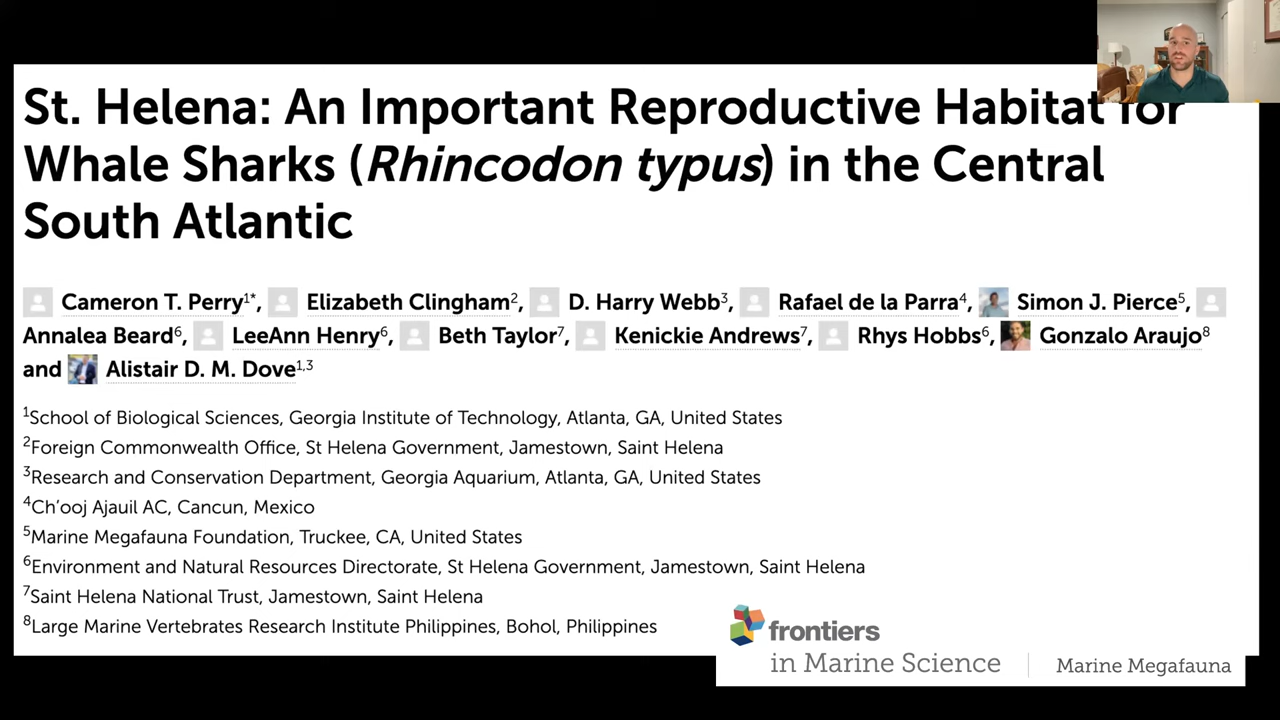 St. Helena: An Important Reproductive Habitat for
Whale Sharks (Rhincodon typus) in the Central
South Atlantic
Cameron T. Perry1*, Elizabeth Clingham2, D. Harry Webb3, Rafael de la Parra4, Simon J. Pierce5,
Annalea Beard6, LeeAnn Henry6, Beth Taylor7, Kenickie Andrews7, Rhys Hobbs6, Gonzalo Araujo8
and Alistair D. M. Dove1,3
1School of Biological Sciences, Georgia Institute of Technology, Atlanta, GA, United States
2Foreign Commonwealth Office, St Helena Government, Jamestown, Saint Helena
3Research and Conservation Department, Georgia Aquarium, Atlanta, GA, United States
4Ch’ooj Ajauil AC, Cancun, Mexico
5Marine Megafauna Foundation, Truckee, CA, United States
6Environment and Natural Resources Directorate, St Helena Government, Jamestown, Saint Helena
7Saint Helena National Trust, Jamestown, Saint Helena
8Large Marine Vertebrates Research Institute Philippines, Bohol, Philippines
frontiers
in Marine Science
Marine Megafauna